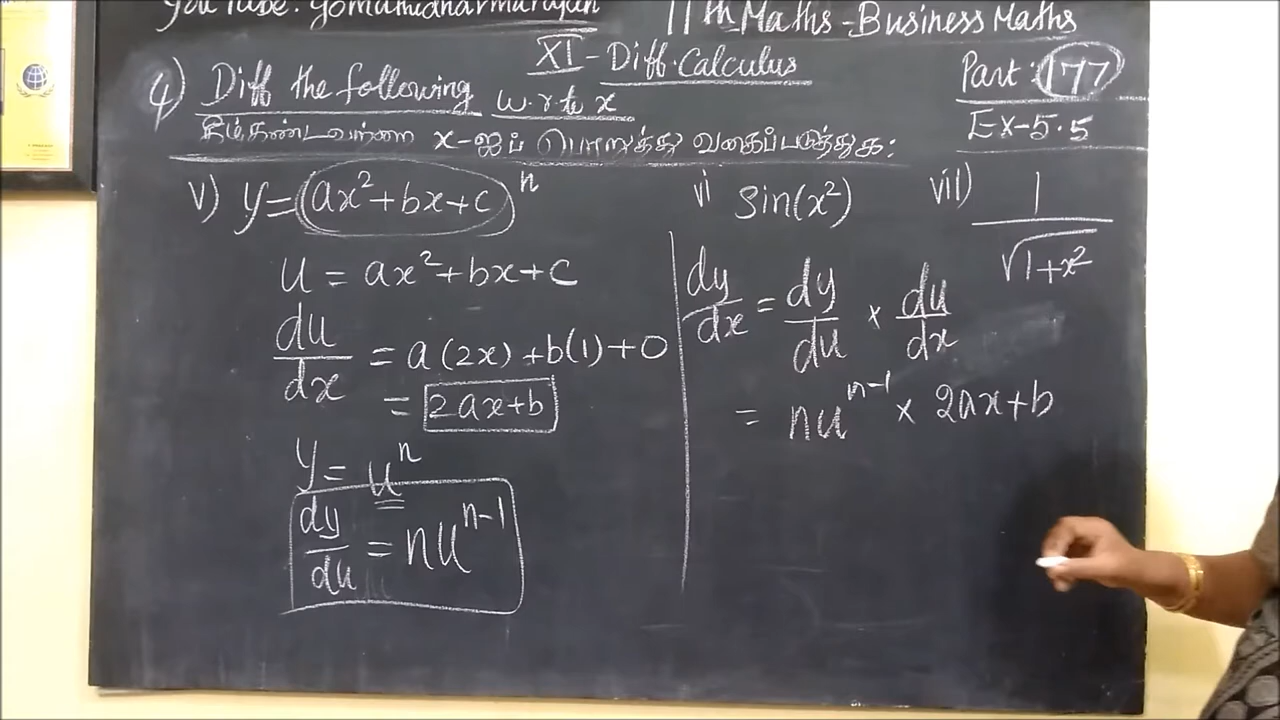 YouTube: gomathidharmarajan
11th Maths - Business Maths
XI - Diff. Calculus
Part: 177
Ex-5.5
4) Diff the following w.r.to x
கீழ்கண்டவற்றை x-ஐப் பொறுத்து வகைப்படுத்துக:
v) y = (ax²+bx+c)ⁿ
vi sin(x²)
vii) 1/√1+x²
u = ax²+bx+c
du/dx = a(2x)+b(1)+0
= 2ax+b
y = uⁿ
dy/du = nuⁿ⁻¹
dy/dx = dy/du × du/dx
= nuⁿ⁻¹ × 2ax+b